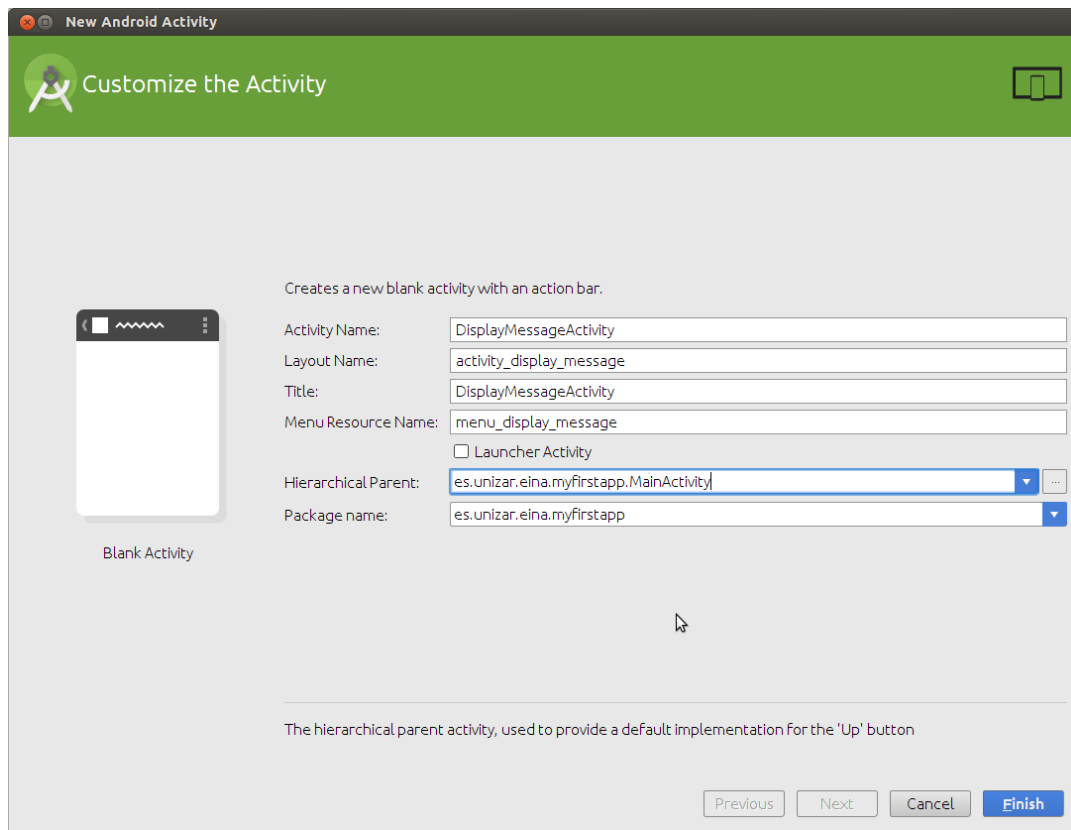 New Android Activity
Customize the Activity
Creates a new blank activity with an action bar.
Activity Name: DisplayMessageActivity
Layout Name: activity_display_message
Title: DisplayMessageActivity
Menu Resource Name: menu_display_message
Launcher Activity
Hierarchical Parent: es.unizar.eina.myfirstapp.MainActivity ...
Package name: es.unizar.eina.myfirstapp
Blank Activity
The hierarchical parent activity, used to provide a default implementation for the 'Up' button
Previous Next Cancel Finish